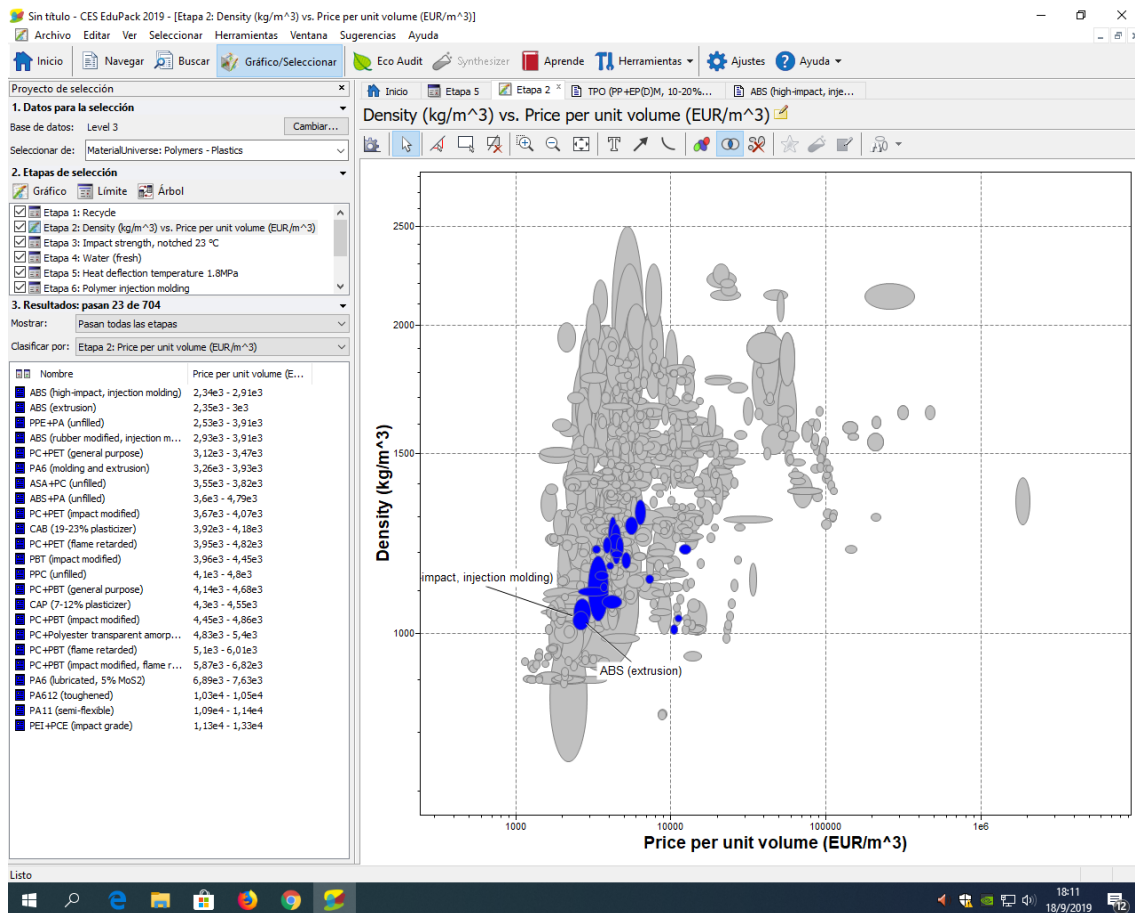 Sin título - CES EduPack 2019 - [Etapa 2: Density (kg/m^3) vs. Price per unit volume (EUR/m^3)]
Archivo Editar Ver Seleccionar Herramientas Ventana Sugerencias Ayuda
Inicio Navegar Buscar Gráfico/Seleccionar Eco Audit Synthesizer Aprende Herramientas Ajustes Ayuda
Proyecto de selección
1. Datos para la selección
Base de datos: Level 3 Cambiar...
Seleccionar de: MaterialUniverse: Polymers - Plastics
2. Etapas de selección
Gráfico Límite Árbol
Etapa 1: Recycle
Etapa 2: Density (kg/m^3) vs. Price per unit volume (EUR/m^3)
Etapa 3: Impact strength, notched 23 ºC
Etapa 4: Water (fresh)
Etapa 5: Heat deflection temperature 1.8MPa
Etapa 6: Polymer injection molding
3. Resultados: pasan 23 de 704
Mostrar: Pasan todas las etapas
Clasificar por: Etapa 2: Price per unit volume (EUR/m^3)
Nombre Price per unit volume (E...
ABS (high-impact, injection molding) 2,34e3 - 2,91e3
ABS (extrusion) 2,35e3 - 3e3
PPE+PA (unfilled) 2,53e3 - 3,91e3
ABS (rubber modified, injection m... 2,93e3 - 3,91e3
PC+PET (general purpose) 3,12e3 - 3,47e3
PA6 (molding and extrusion) 3,26e3 - 3,93e3
ASA+PC (unfilled) 3,55e3 - 3,82e3
ABS+PA (unfilled) 3,6e3 - 4,79e3
PC+PET (impact modified) 3,67e3 - 4,07e3
CAB (19-23% plasticizer) 3,92e3 - 4,18e3
PC+PET (flame retarded) 3,95e3 - 4,82e3
PBT (impact modified) 3,96e3 - 4,45e3
PPC (unfilled) 4,1e3 - 4,8e3
PC+PBT (general purpose) 4,14e3 - 4,68e3
CAP (7-12% plasticizer) 4,3e3 - 4,55e3
PC+PBT (impact modified) 4,45e3 - 4,86e3
PC+Polyester transparent amorp... 4,83e3 - 5,4e3
PC+PBT (flame retarded) 5,1e3 - 6,01e3
PC+PBT (impact modified, flame r... 5,87e3 - 6,82e3
PA6 (lubricated, 5% MoS2) 6,89e3 - 7,63e3
PA612 (toughened) 1,03e4 - 1,05e4
PA11 (semi-flexible) 1,09e4 - 1,14e4
PEI+PCE (impact grade) 1,13e4 - 1,33e4
Inicio Etapa 5 Etapa 2 TPO (PP+EP(D)M, 10-20%... ABS (high-impact, inje...
Density (kg/m^3) vs. Price per unit volume (EUR/m^3)
2500
2000
1500
1000
Density (kg/m^3)
impact, injection molding)
ABS (extrusion)
1000 10000 100000 1e6
Price per unit volume (EUR/m^3)
Listo
18:11
18/9/2019
12